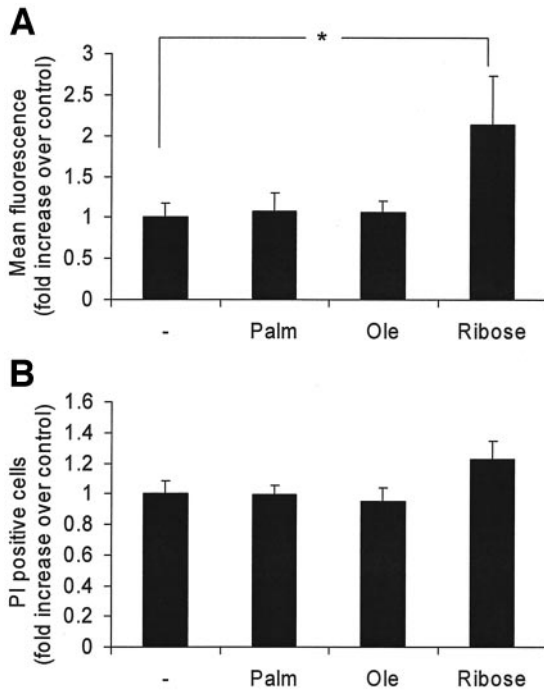 A
Mean fluorescence
(fold increase over control)
3
2.5
2
1.5
1
0.5
0
*
-
Palm
Ole
Ribose
B
PI positive cells
(fold increase over control)
1.6
1.4
1.2
1
0.8
0.6
0.4
0.2
0
-
Palm
Ole
Ribose